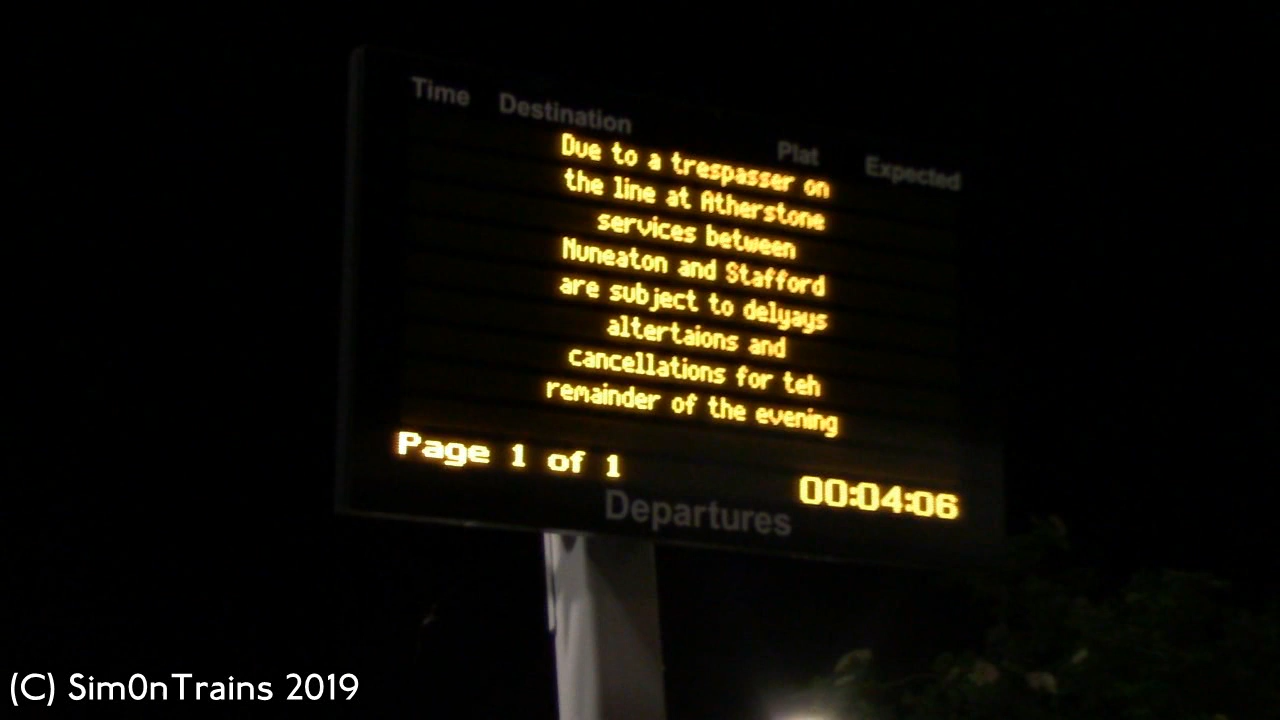 Time Destination Plat Expected
Due to a trespasser on
the line at Atherstone
services between
Nuneaton and Stafford
are subject to delyays
altertaions and
cancellations for teh
remainder of the evening
Page 1 of 1 00:04:06
Departures
(C) Sim0nTrains 2019